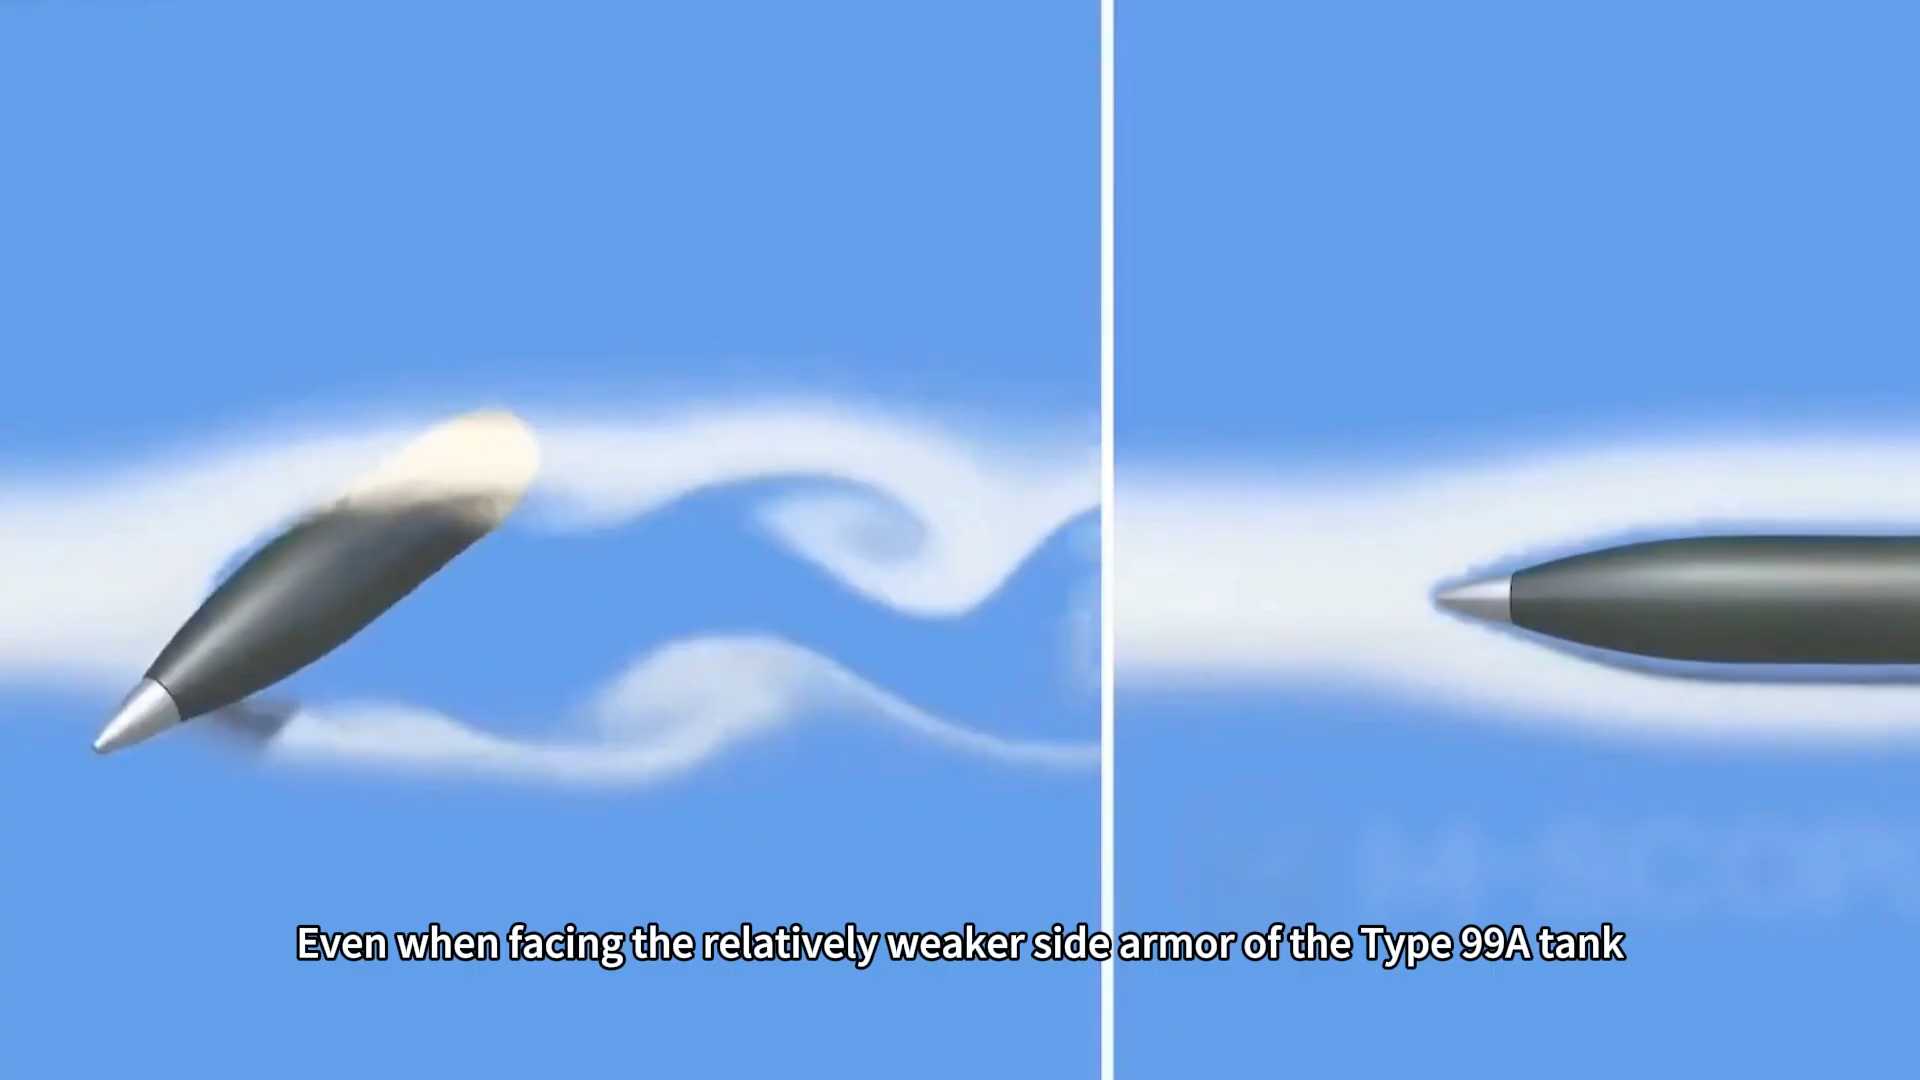 Even when facing the relatively weaker side armor of the Type 99A tank